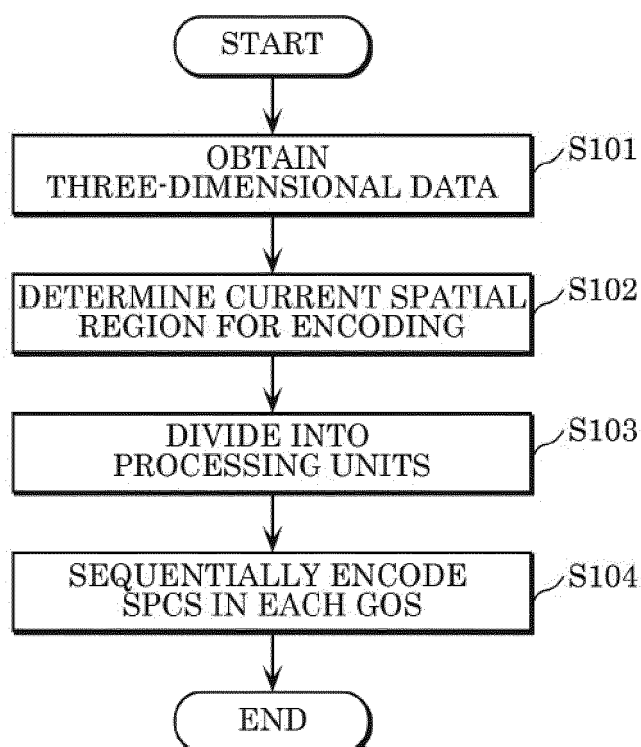 START
OBTAIN
THREE-DIMENSIONAL DATA
S101
DETERMINE CURRENT SPATIAL
REGION FOR ENCODING
S102
DIVIDE INTO
PROCESSING UNITS
S103
SEQUENTIALLY ENCODE
SPCS IN EACH GOS
S104
END